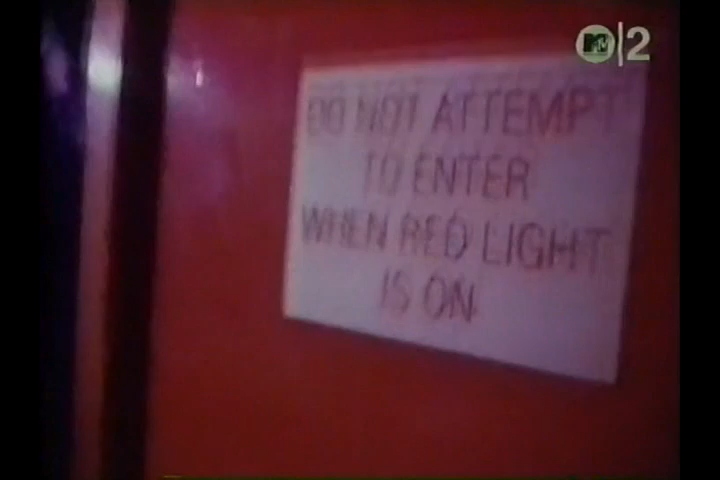 MTV 2
DO NOT ATTEMPT
TO ENTER
WHEN RED LIGHT
IS ON